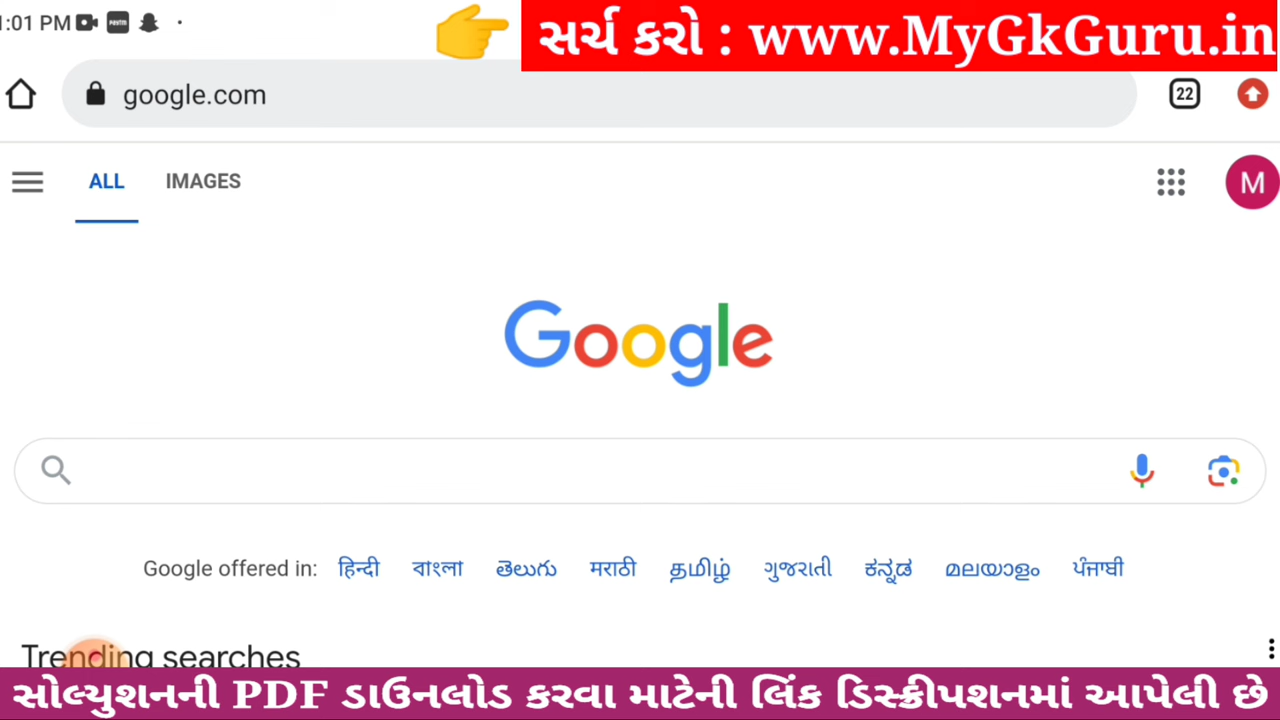 1:01 PM
સર્ચ કરો : www.MyGkGuru.in
google.com
22
ALL IMAGES
M
Google
Google offered in: हिन्दी বাংলা తెలుగు मराठी தமிழ் ગુજરાતી ಕನ್ನಡ മലയാളം ਪੰਜਾਬੀ
Trending searches
સોલ્યુશનની PDF ડાઉનલોડ કરવા માટેની લિંક ડિસ્ક્રીપશનમાં આપેલી છે